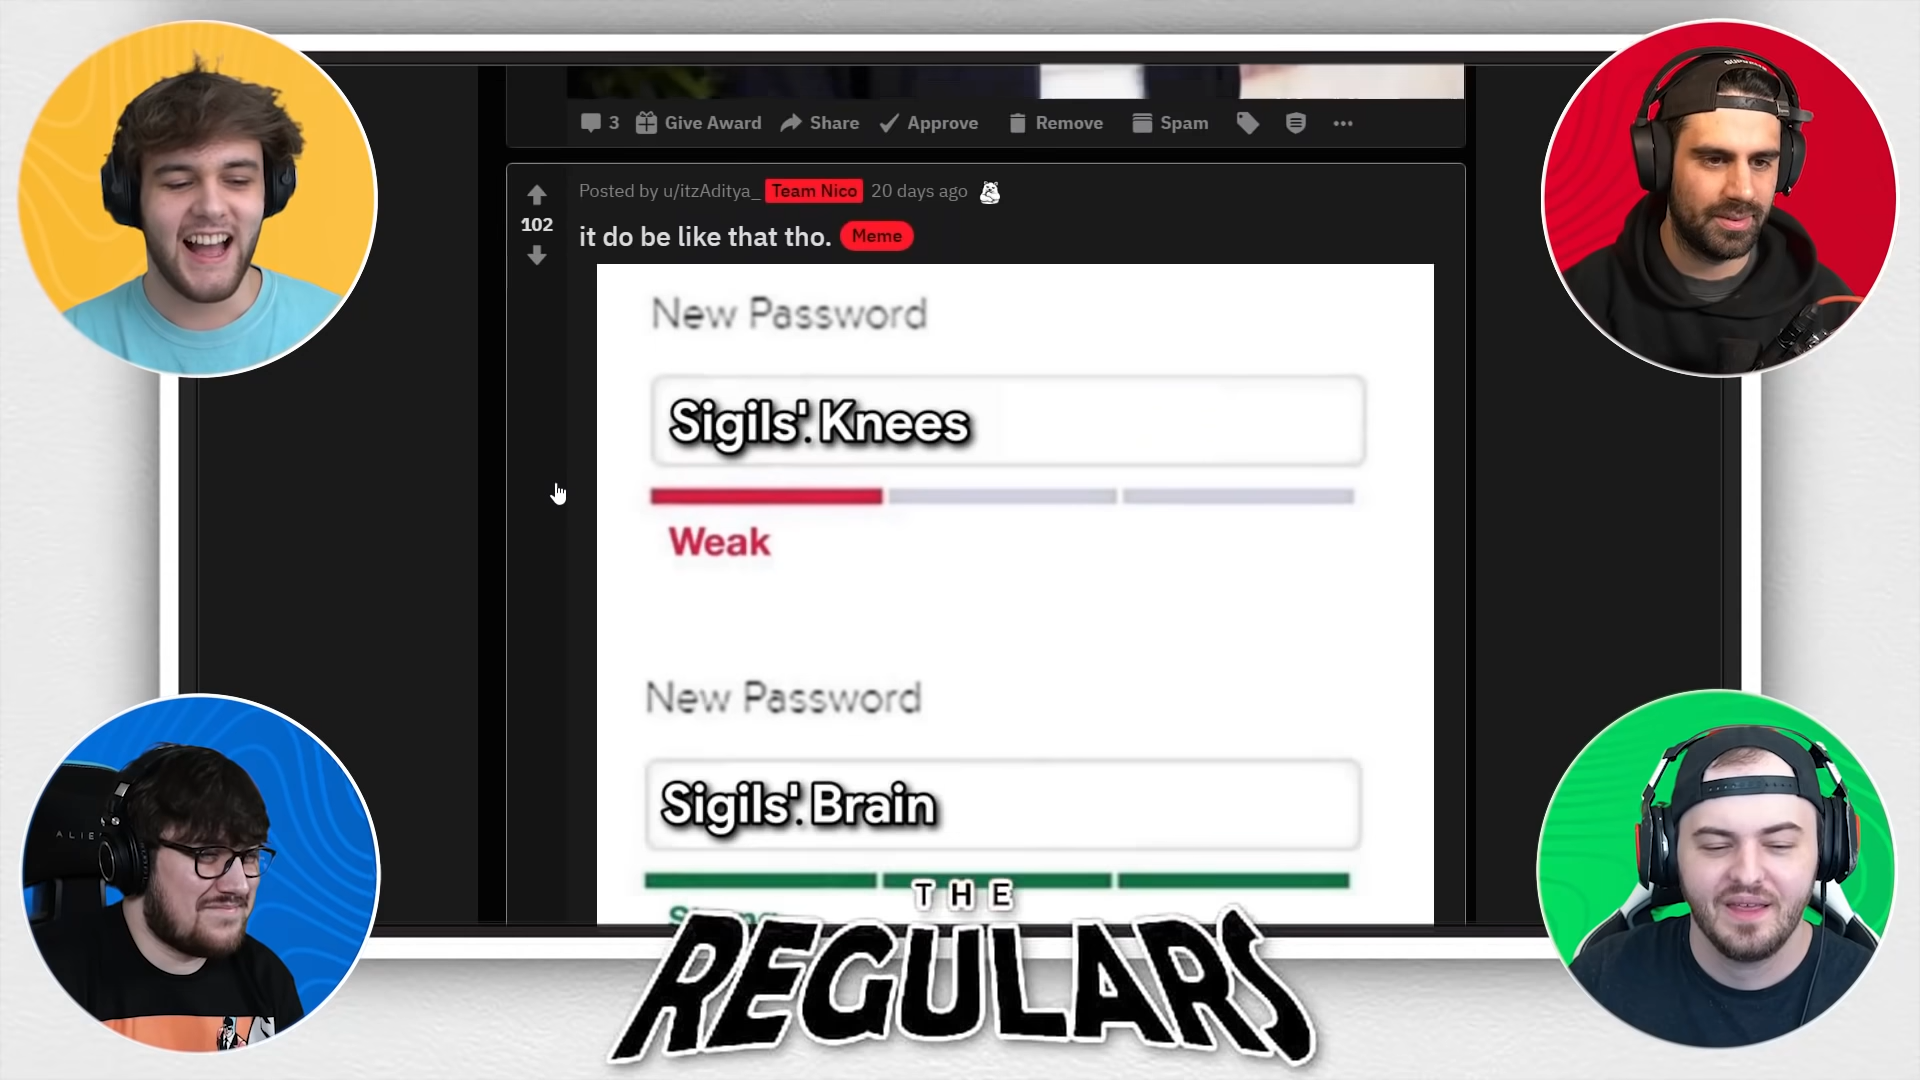 3 Give Award Share Approve Remove Spam
Posted by u/itzAditya_ Team Nico 20 days ago
102
it do be like that tho. Meme
New Password
Sigils'. Knees
Weak
New Password
Sigils'. Brain
THE
REGULARS